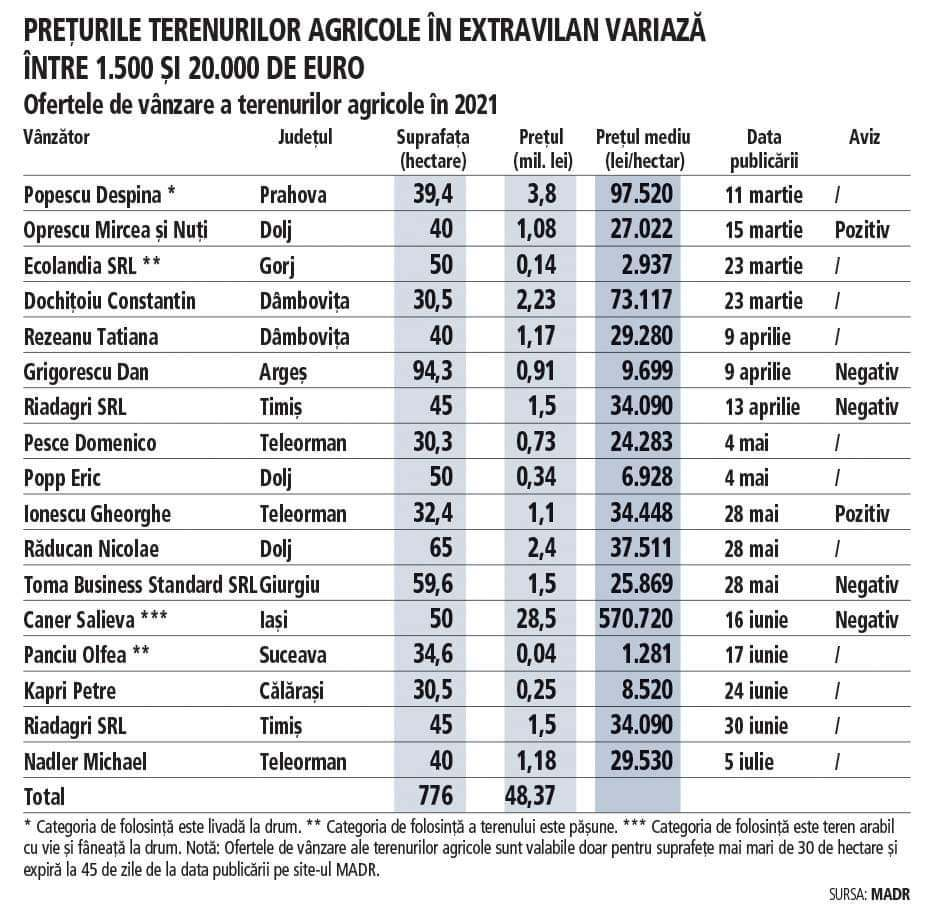 PREȚURILE TERENURILOR AGRICOLE ÎN EXTRAVILAN VARIAZĂ
ÎNTRE 1.500 ȘI 20.000 DE EURO
Ofertele de vânzare a terenurilor agricole în 2021
Vânzător Județul Suprafața Prețul Prețul mediu Data Aviz
(hectare) (mil. lei) (lei/hectar) publicării
Popescu Despina * Prahova 39,4 3,8 97.520 11 martie /
Oprescu Mircea și Nuți Dolj 40 1,08 27.022 15 martie Pozitiv
Ecolandia SRL ** Gorj 50 0,14 2.937 23 martie /
Dochițoiu Constantin Dâmbovița 30,5 2,23 73.117 23 martie /
Rezeanu Tatiana Dâmbovița 40 1,17 29.280 9 aprilie /
Grigorescu Dan Argeș 94,3 0,91 9.699 9 aprilie Negativ
Riadagri SRL Timiș 45 1,5 34.090 13 aprilie Negativ
Pesce Domenico Teleorman 30,3 0,73 24.283 4 mai /
Popp Eric Dolj 50 0,34 6.928 4 mai /
Ionescu Gheorghe Teleorman 32,4 1,1 34.448 28 mai Pozitiv
Răducan Nicolae Dolj 65 2,4 37.511 28 mai /
Toma Business Standard SRL Giurgiu 59,6 1,5 25.869 28 mai Negativ
Caner Salieva *** Iași 50 28,5 570.720 16 iunie Negativ
Panciu Olfea ** Suceava 34,6 0,04 1.281 17 iunie /
Kapri Petre Călărași 30,5 0,25 8.520 24 iunie /
Riadagri SRL Timiș 45 1,5 34.090 30 iunie /
Nadler Michael Teleorman 40 1,18 29.530 5 iulie /
Total 776 48,37
* Categoria de folosință este livadă la drum. ** Categoria de folosință a terenului este pășune. *** Categoria de folosință este teren arabil
cu vie și fâneață la drum. Notă: Ofertele de vânzare ale terenurilor agricole sunt valabile doar pentru suprafețe mai mari de 30 de hectare și
expiră la 45 de zile de la data publicării pe site-ul MADR.
SURSA: MADR